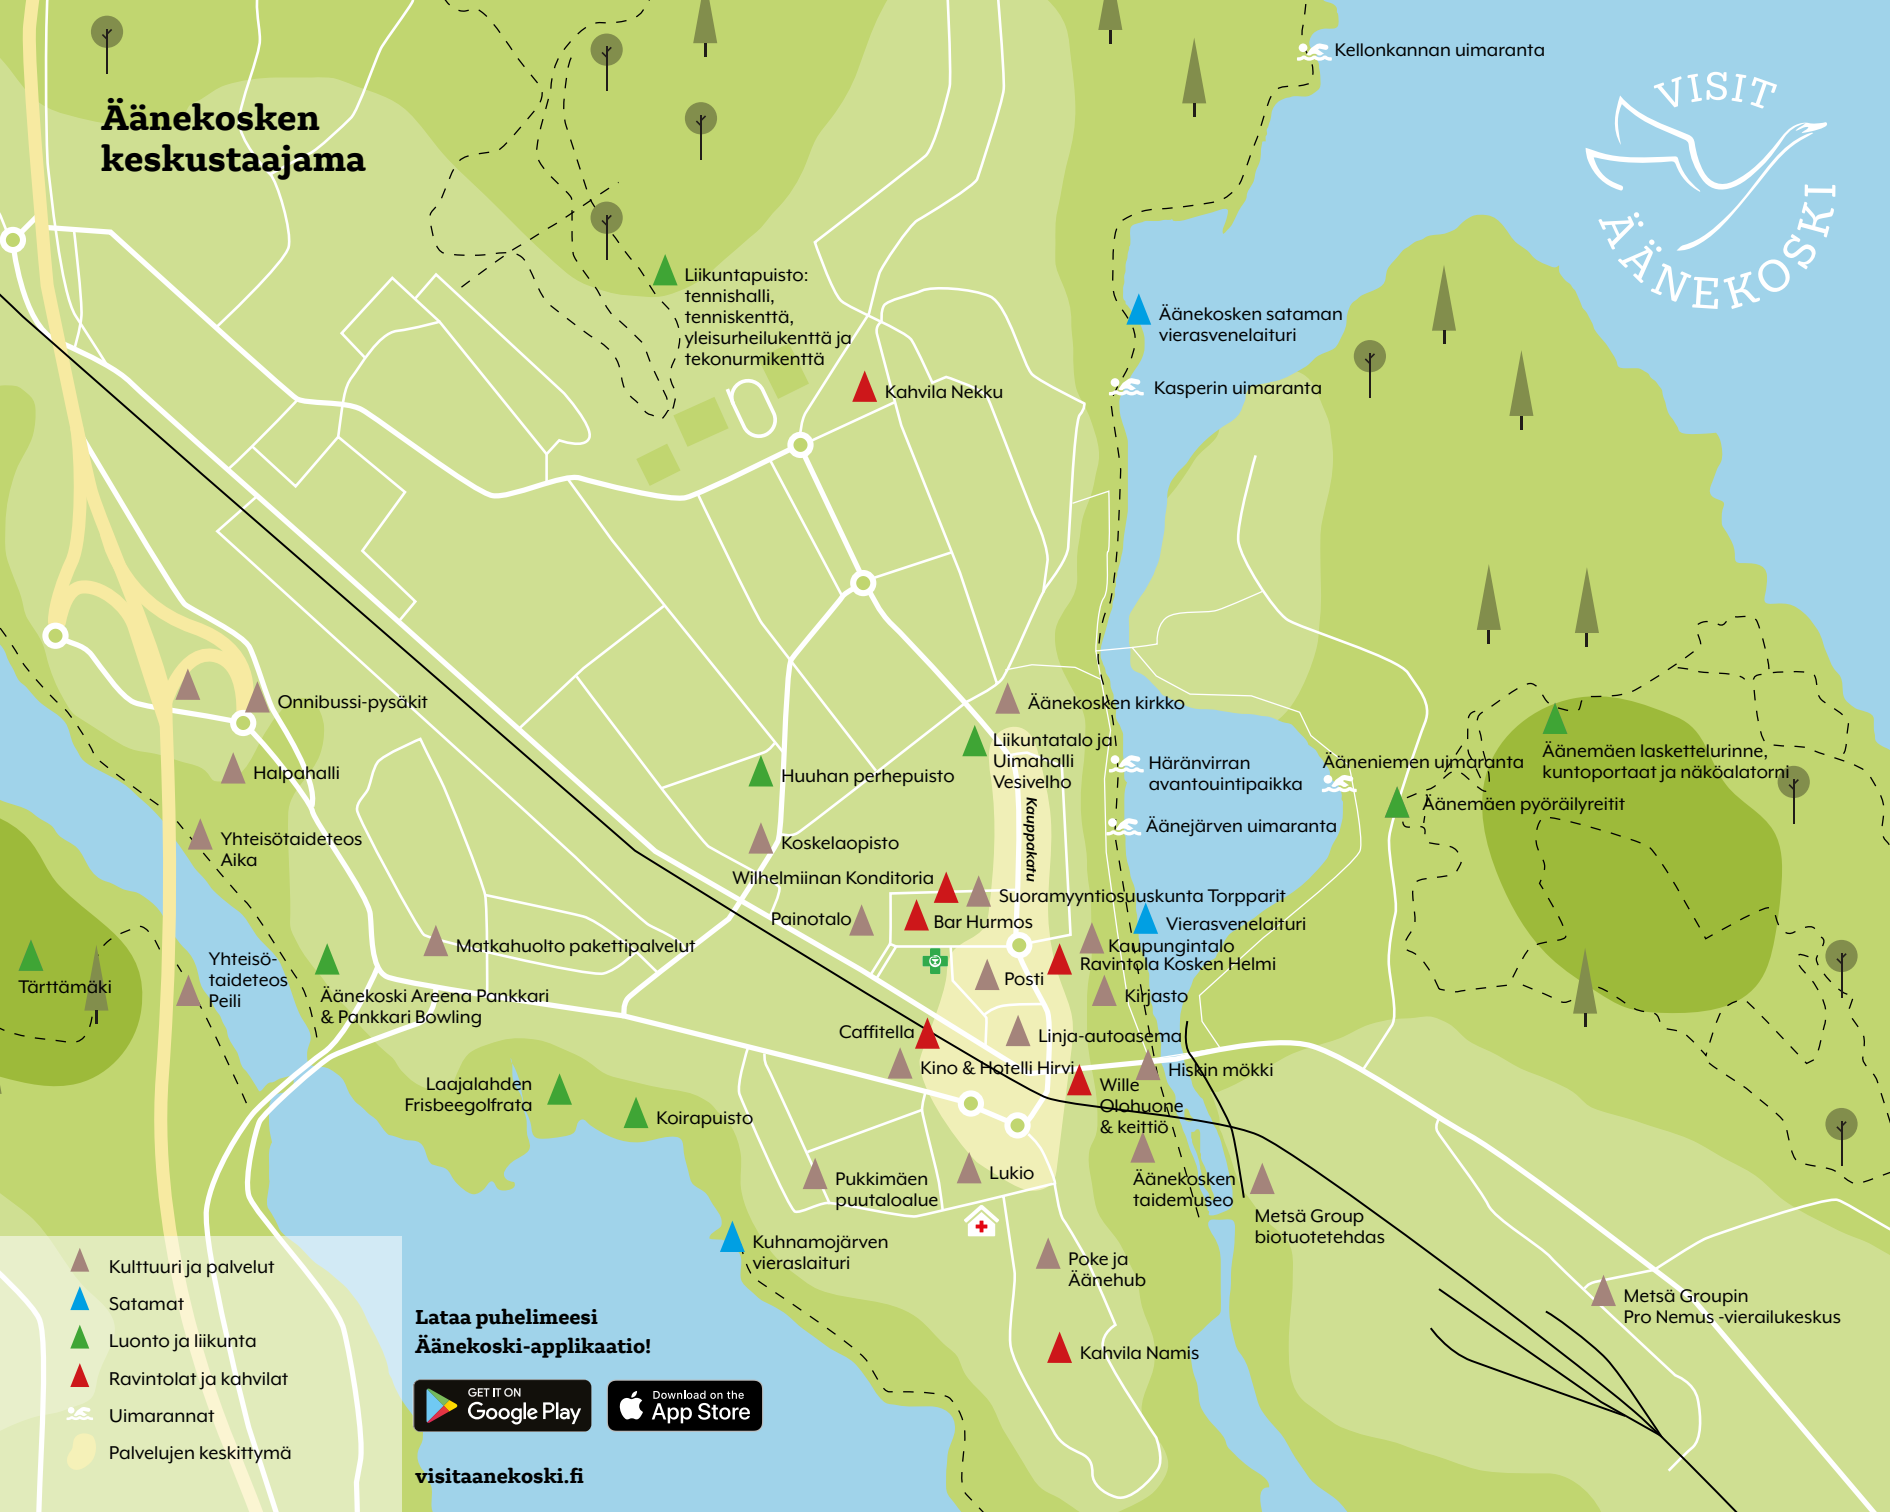 Kellonkannan uimaranta
VISIT
ÄÄNEKOSKI
Äänekosken
keskustaajama
Liikuntapuisto:
tennishalli,
tenniskenttä,
yleisurheilukenttä ja
tekonurmikenttä
Äänekosken sataman
vierasvenelaituri
Kahvila Nekku
Kasperin uimaranta
Onnibussi-pysäkit
Äänekosken kirkko
Halpahalli
Huuhan perhepuisto
Liikuntatalo ja
Uimahalli
Vesivelho
Häränvirran
avantouintipaikka
Ääneniemen uimaranta
Äänemäen laskettelurinne,
kuntoportaat ja näköalatorni
Äänemäen pyöräilyreitit
Yhteisötaideteos
Aika
Koskelaopisto
Kauppakatu
Äänejärven uimaranta
Wilhelmiinan Konditoria
Suoramyyntiosuuskunta Torpparit
Painotalo
Bar Hurmos
Vierasvenelaituri
Matkahuolto pakettipalvelut
Kaupungintalo
Ravintola Kosken Helmi
Tärttämäki
Yhteisö-
taideteos
Peili
Äänekoski Areena Pankkari
& Pankkari Bowling
Posti
Kirjasto
Caffitella
Linja-autoasema
Kino & Hotelli Hirvi
Hiskin mökki
Laajalahden
Frisbeegolfrata
Koirapuisto
Wille
Olohuone
& keittiö
Pukkimäen
puutaloalue
Lukio
Äänekosken
taidemuseo
Metsä Group
biotuotetehdas
Kuhnamojärven
vieraslaituri
Poke ja
Äänehub
Metsä Groupin
Pro Nemus -vierailukeskus
Kahvila Namis
Kulttuuri ja palvelut
Satamat
Luonto ja liikunta
Ravintolat ja kahvilat
Uimarannat
Palvelujen keskittymä
Lataa puhelimeesi
Äänekoski-applikaatio!
GET IT ON
Google Play
Download on the
App Store
visitaanekoski.fi